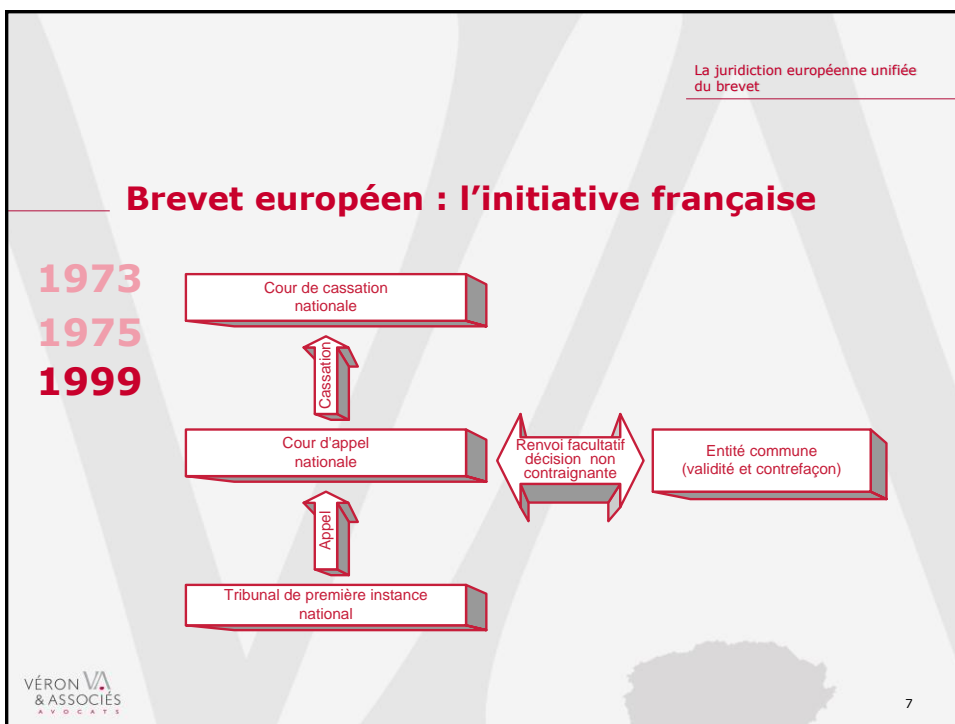 La juridiction européenne unifiée
du brevet
Brevet européen : l’initiative française
1973
1975
1999
Cour de cassation
nationale
Cassation
Cour d'appel
nationale
Renvoi facultatif
décision non
contraignante
Entité commune
(validité et contrefaçon)
Appel
Tribunal de première instance
national
VÉRON VA
& ASSOCIÉS
AVOCATS
7